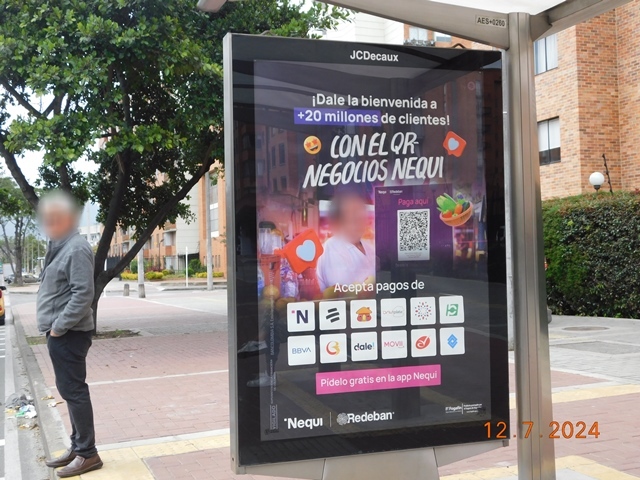 AES+0260
JCDecaux
¡Dale la bienvenida a
+20 millones de clientes!
CON EL QR-
NEGOCIOS NEQUI
Paga aquí
Acepta pagos de
N
BBVA
dale!
MOVii
Pídelo gratis en la app Nequi
Nequi Redeban
12.7.2024